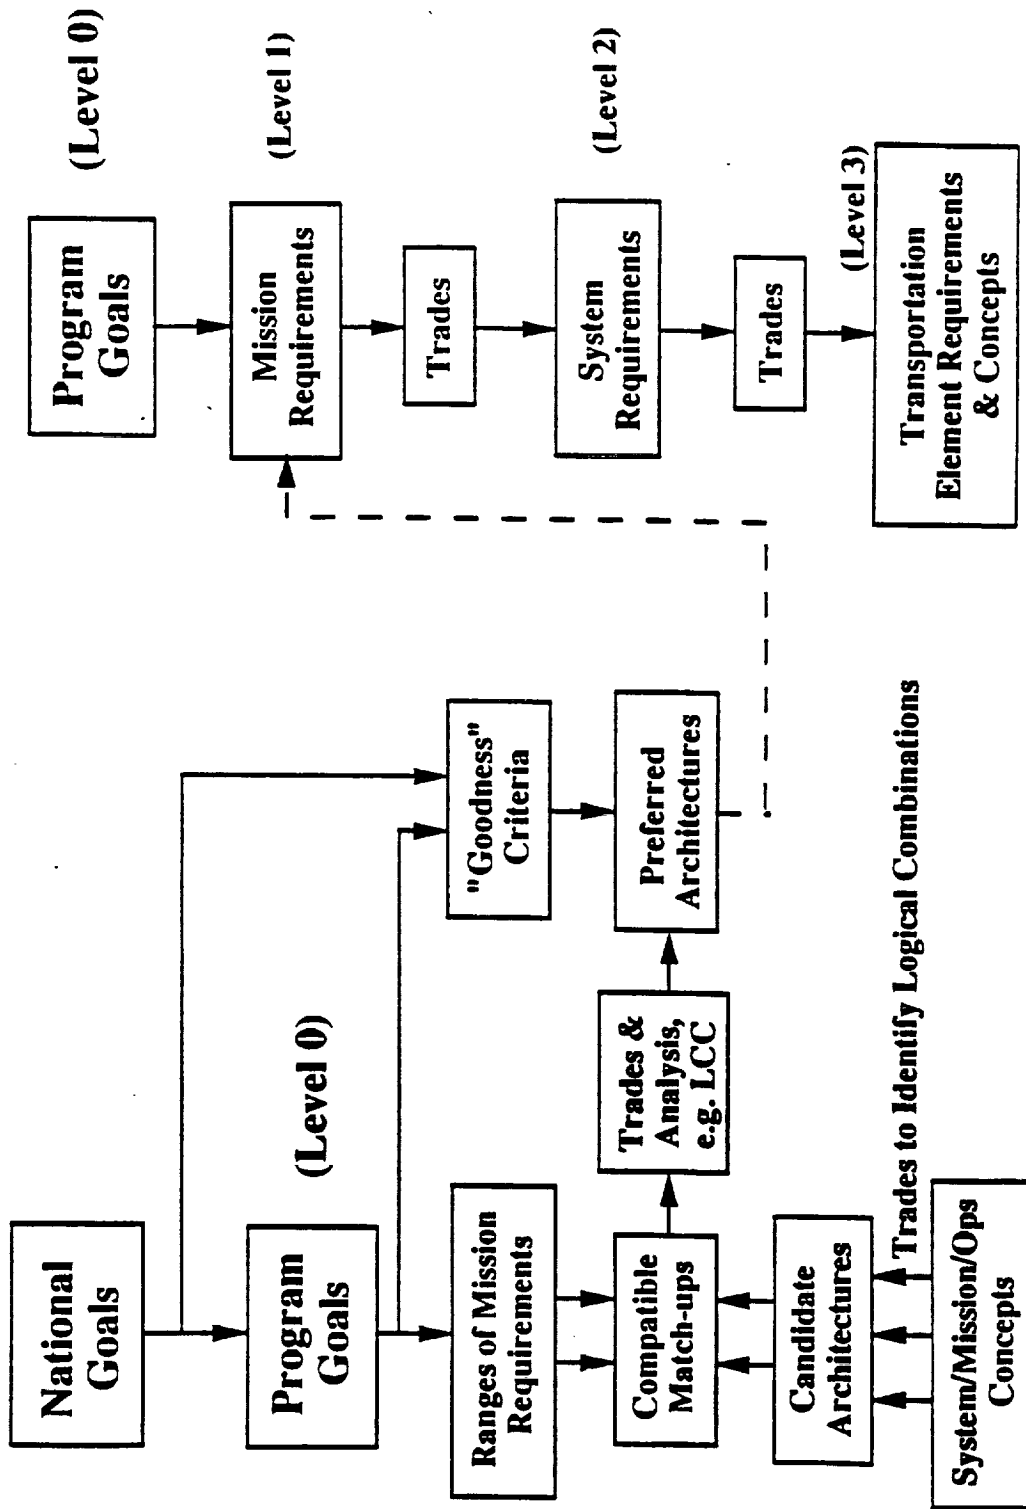 National
Goals
Program
Goals
(Level 0)
Ranges of Mission
Requirements
Compatible
Match-ups
Candidate
Architectures
System/Mission/Ops
Concepts
Trades to Identify Logical Combinations
Trades &
Analysis,
e.g. LCC
"Goodness"
Criteria
Preferred
Architectures
Program
Goals
(Level 0)
Mission
Requirements
(Level 1)
Trades
System
Requirements
(Level 2)
Trades
(Level 3)
Transportation
Element Requirements
& Concepts